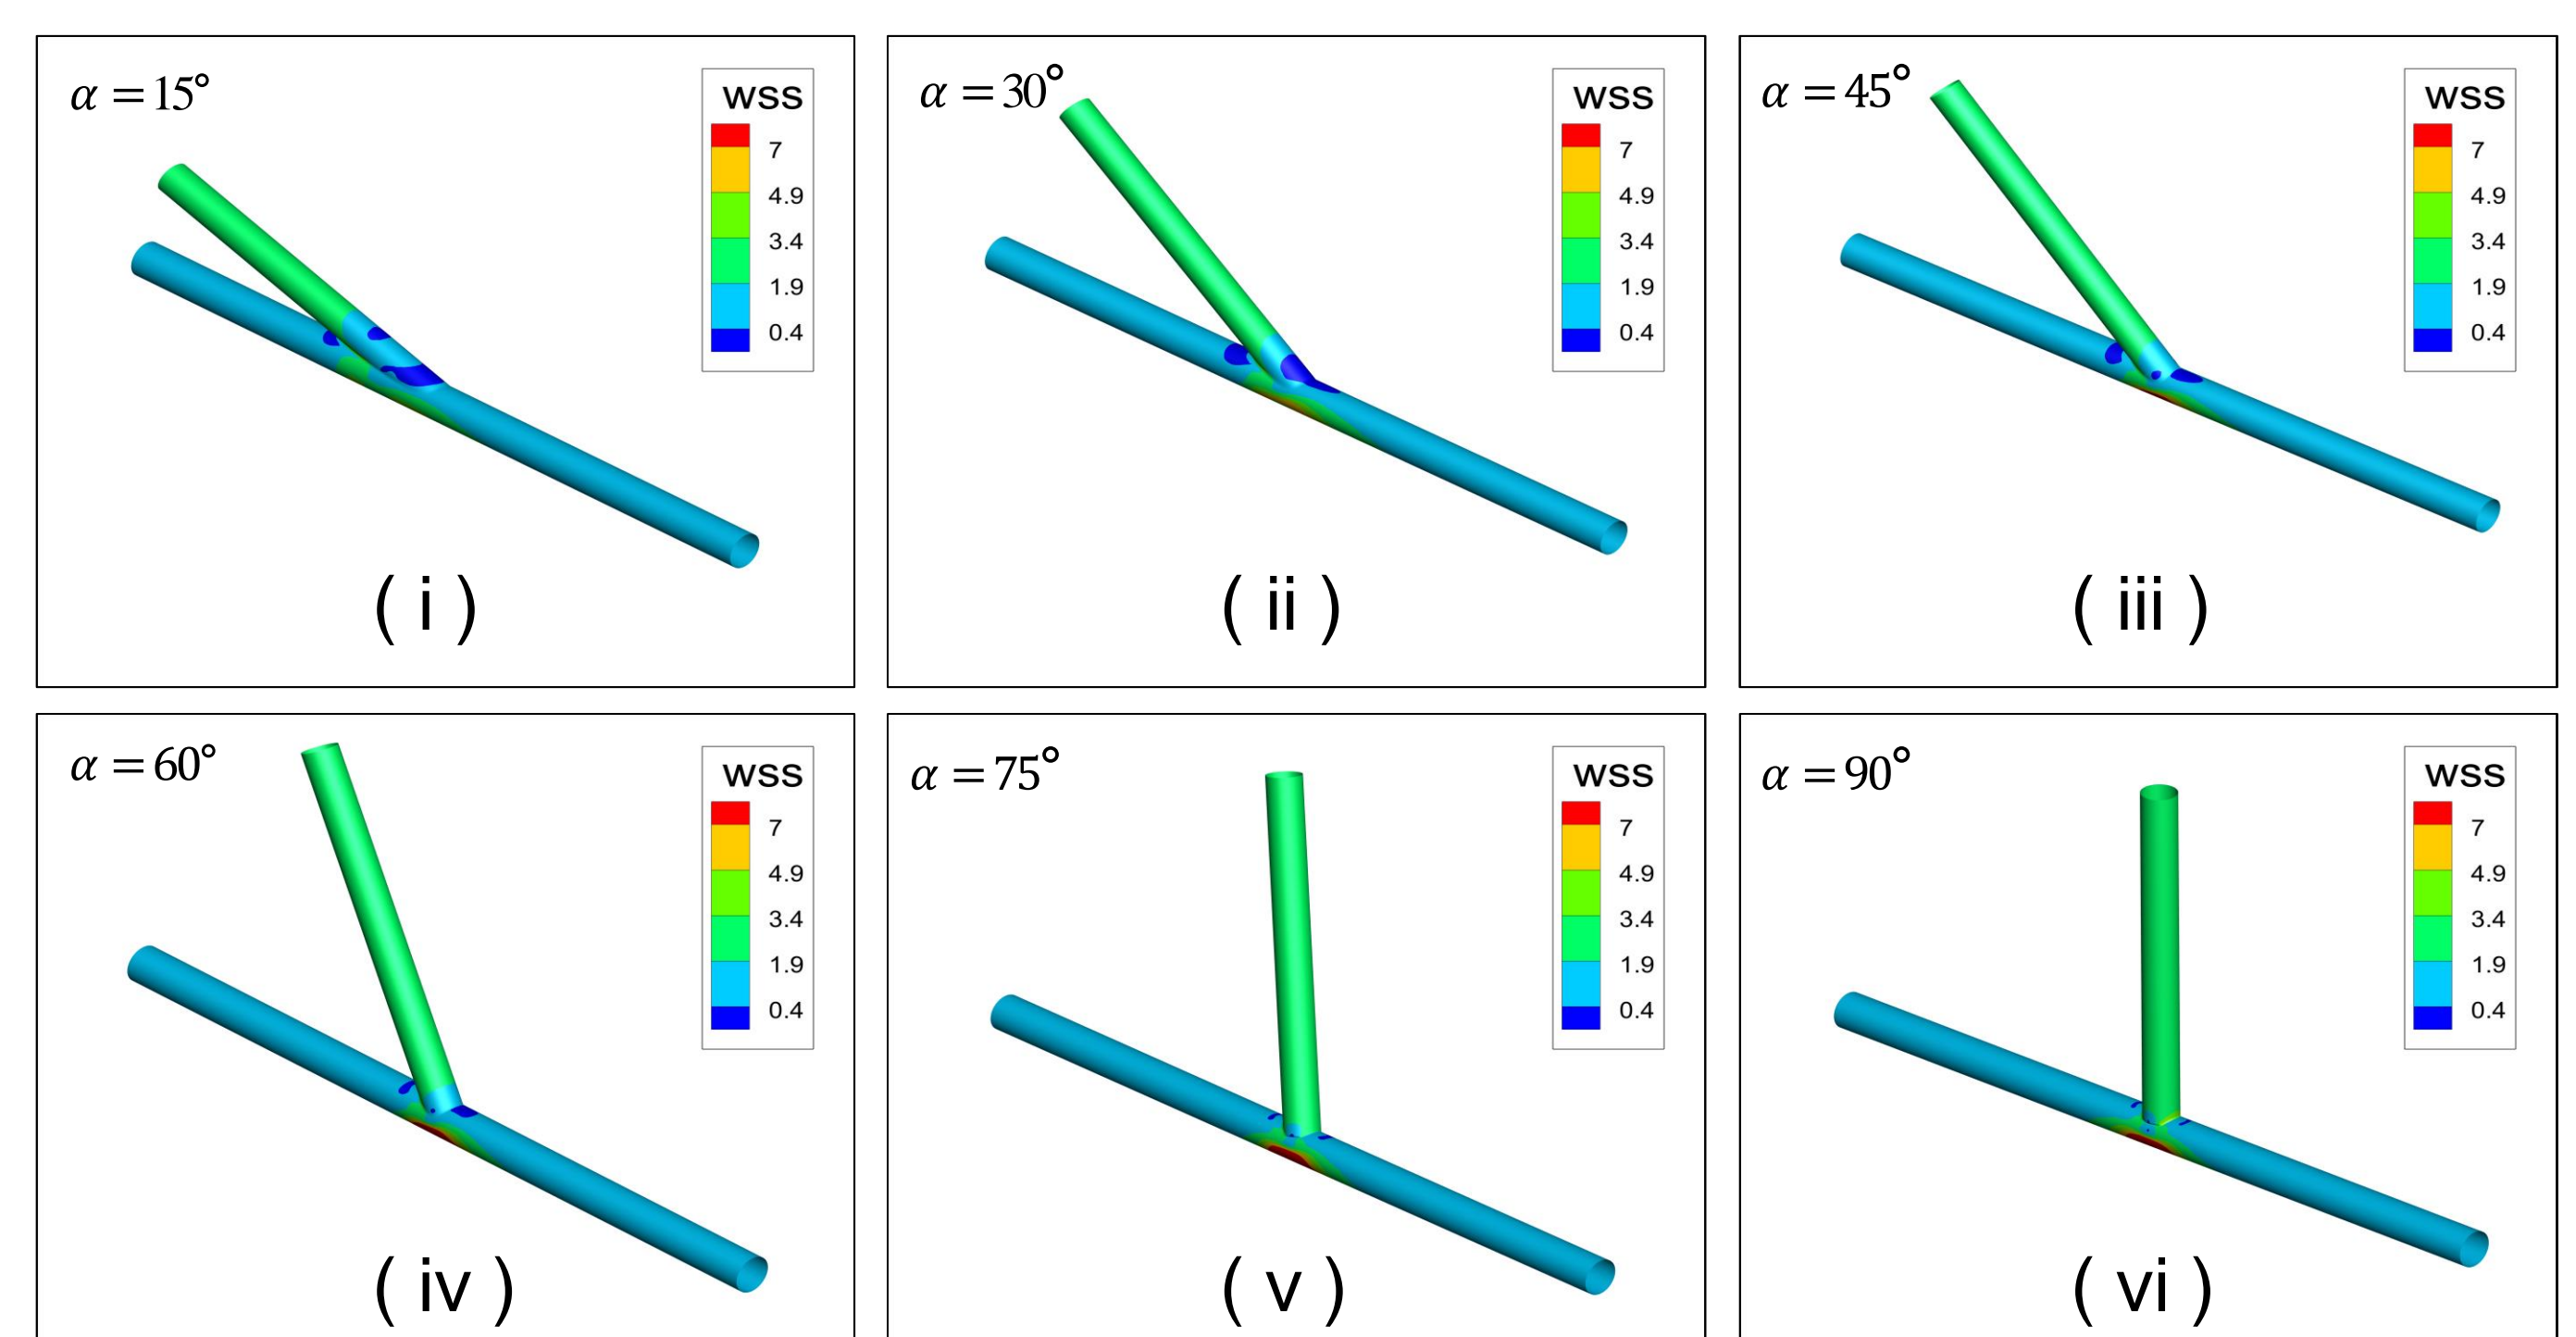 α = 15°
WSS
7
4.9
3.4
1.9
0.4
( i )
α = 30°
WSS
7
4.9
3.4
1.9
0.4
( ii )
α = 45°
WSS
7
4.9
3.4
1.9
0.4
( iii )
α = 60°
WSS
7
4.9
3.4
1.9
0.4
( iv )
α = 75°
WSS
7
4.9
3.4
1.9
0.4
( v )
α = 90°
WSS
7
4.9
3.4
1.9
0.4
( vi )